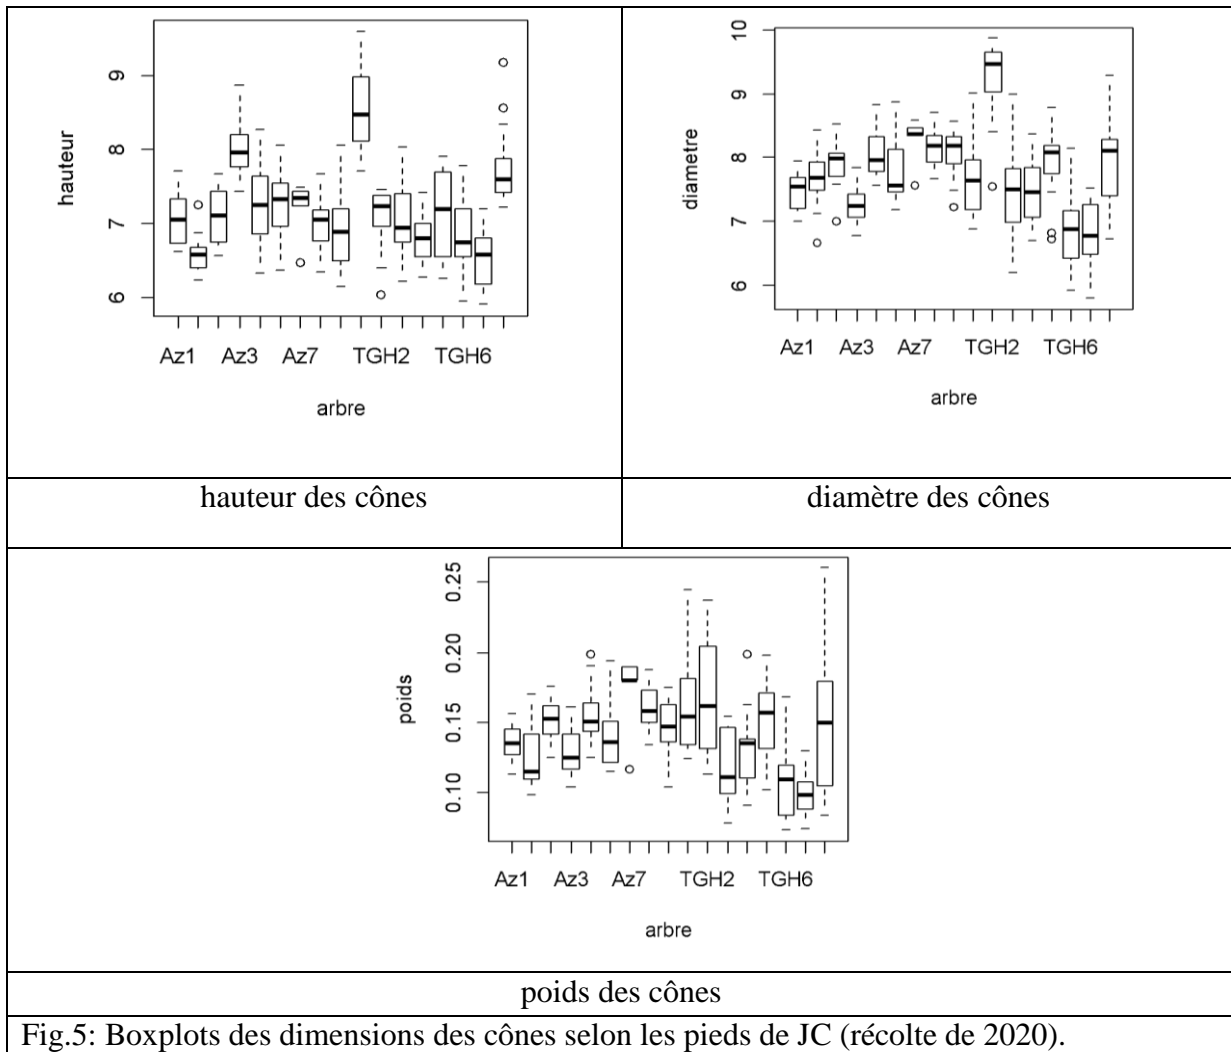 hauteur
9
8
7
6
Az1 Az3 Az7 TGH2 TGH6
arbre
diametre
10
9
8
7
6
Az1 Az3 Az7 TGH2 TGH6
arbre
hauteur des cônes
diamètre des cônes
poids
0.25
0.20
0.15
0.10
Az1 Az3 Az7 TGH2 TGH6
arbre
poids des cônes
Fig.5: Boxplots des dimensions des cônes selon les pieds de JC (récolte de 2020).